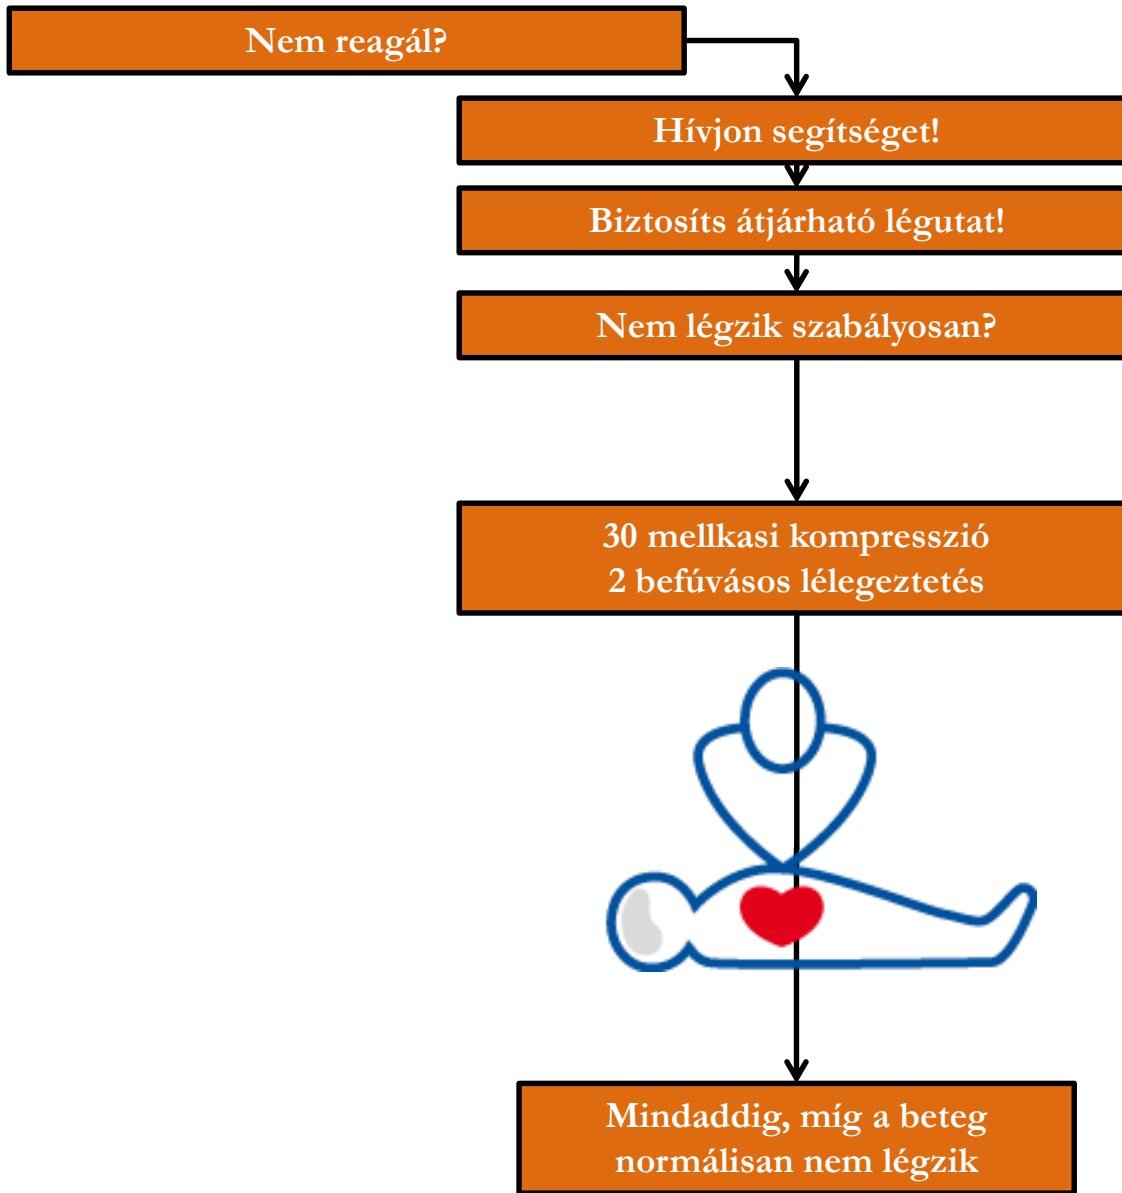 Nem reagál?
Hívjon segítséget!
Biztosíts átjárható légutat!
Nem légzik szabályosan?
30 mellkasi kompresszió
2 befúvásos lélegeztetés
Mindaddig, míg a beteg
normálisan nem légzik